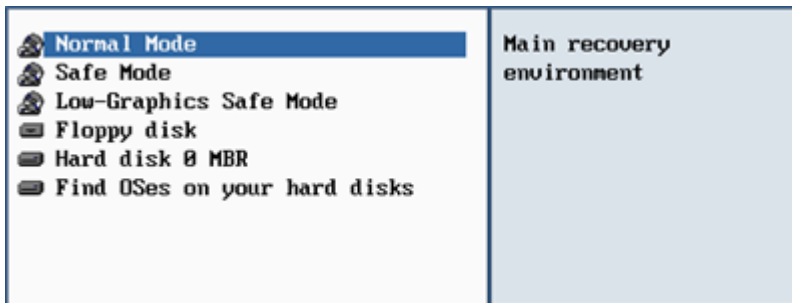 Normal Mode
Safe Mode
Low-Graphics Safe Mode
Floppy disk
Hard disk 0 MBR
Find OSes on your hard disks
Main recovery
environment